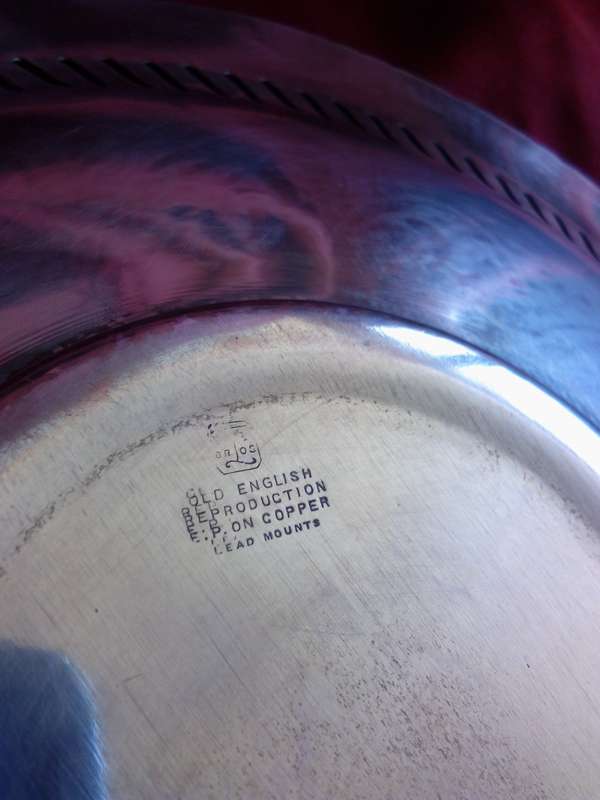 OLD ENGLISH
REPRODUCTION
E.P. ON COPPER
LEAD MOUNTS